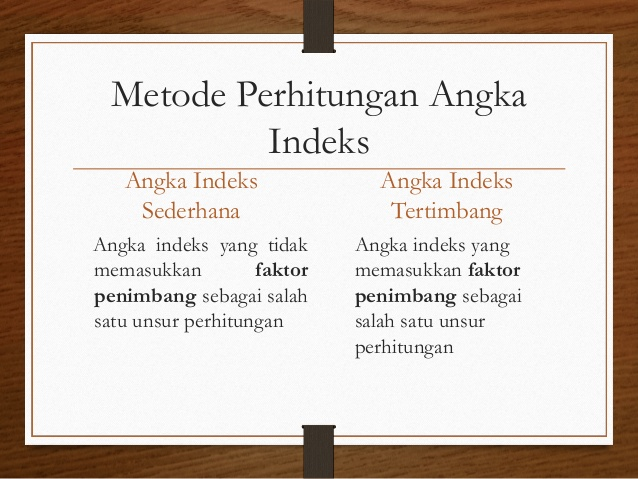 Metode Perhitungan Angka
Indeks
Angka Indeks
Sederhana
Angka indeks yang tidak
memasukkan faktor
penimbang sebagai salah
satu unsur perhitungan
Angka Indeks
Tertimbang
Angka indeks yang
memasukkan faktor
penimbang sebagai
salah satu unsur
perhitungan